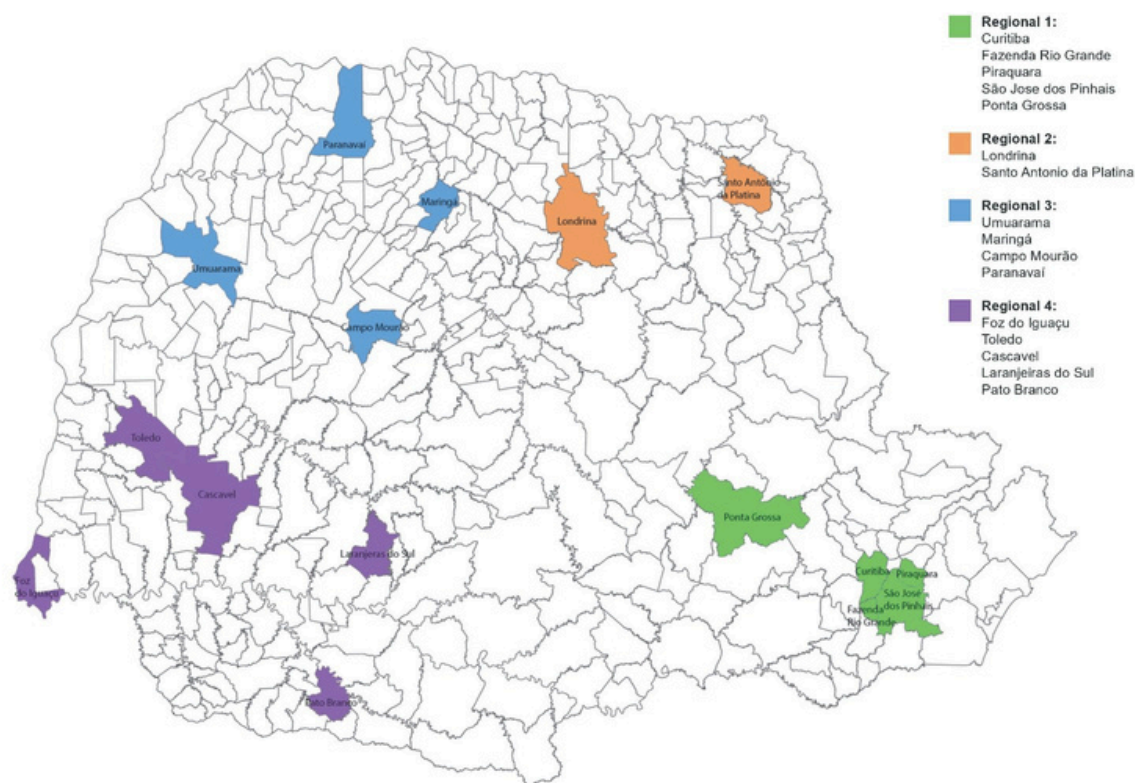 Regional 1:
Curitiba
Fazenda Rio Grande
Piraquara
São Jose dos Pinhais
Ponta Grossa
Regional 2:
Londrina
Santo Antonio da Platina
Regional 3:
Umuarama
Maringá
Campo Mourão
Paranavaí
Regional 4:
Foz do Iguaçu
Toledo
Cascavel
Laranjeiras do Sul
Pato Branco
Paranavaí
Maringá
Santo Antônio
da Platina
Londrina
Umuarama
Campo Mourão
Toledo
Cascavel
Ponta Grossa
Laranjeras do Sul
Foz
do Iguaçu
Curitiba
Piraquara
São José
dos Pinhais
Fazenda
Rio Grande
Pato Branco